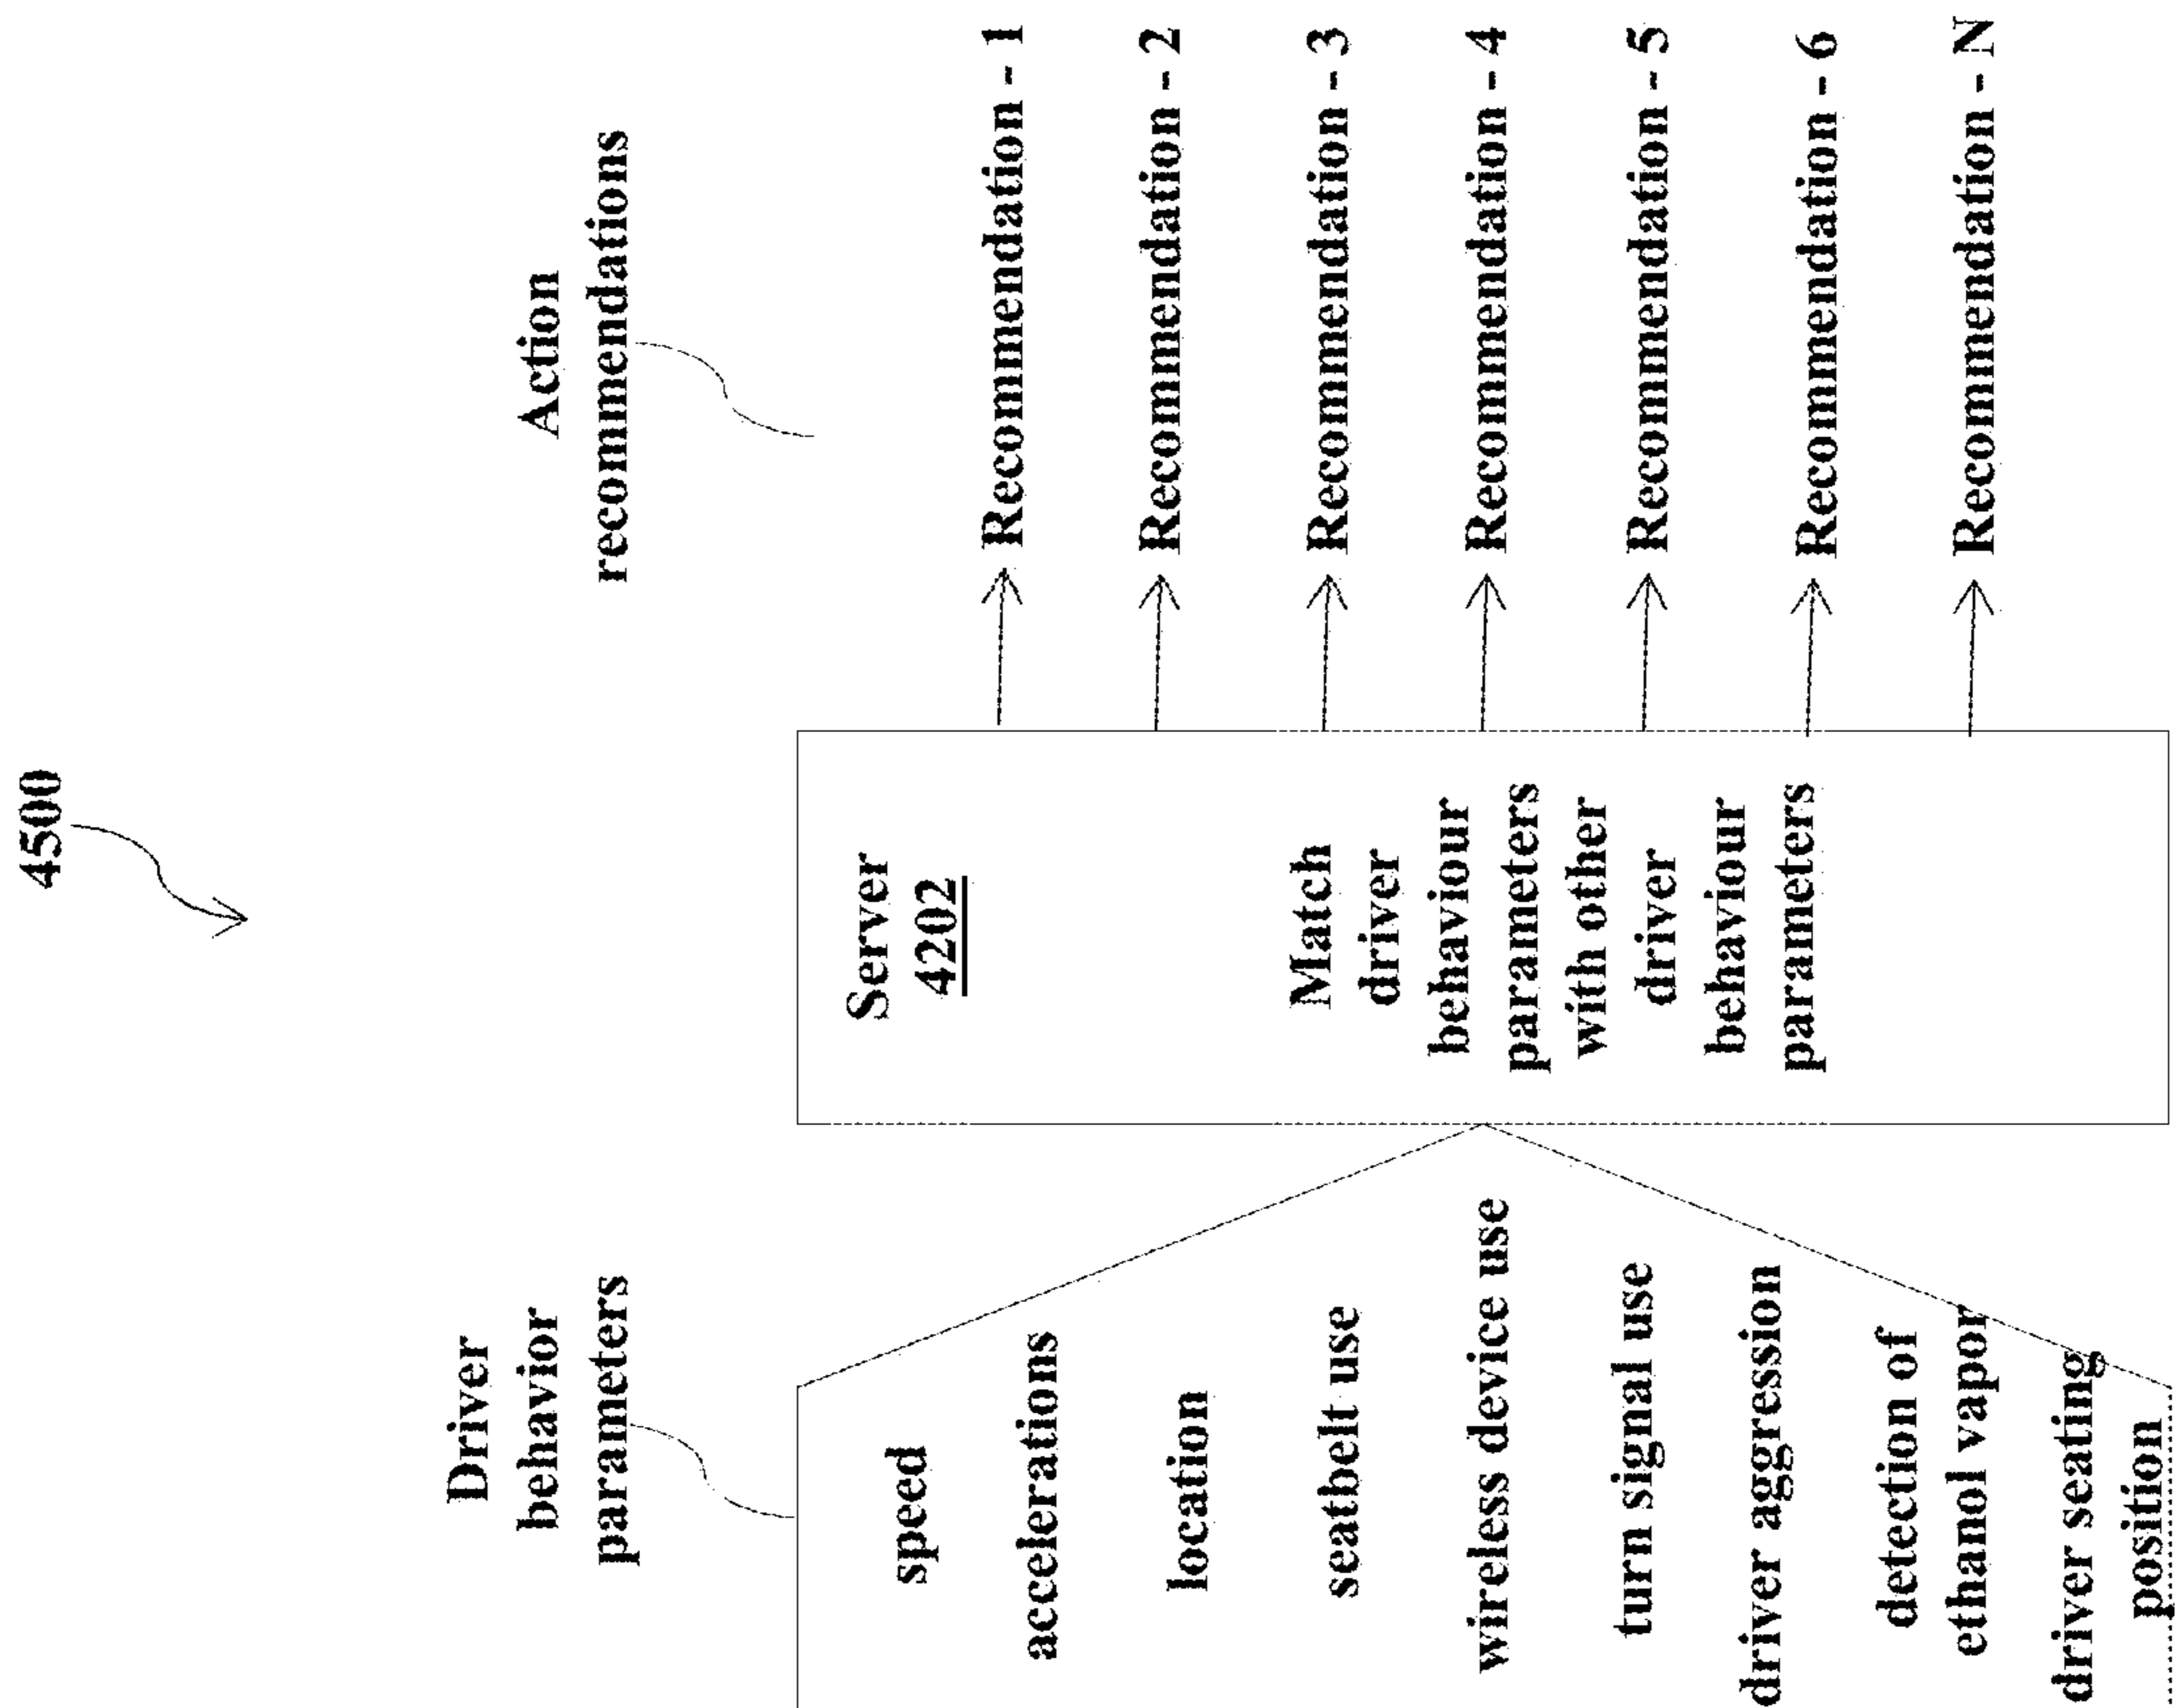 4500
Driver
behavior
parameters
speed
accelerations
location
seatbelt use
wireless device use
turn signal use
driver aggression
detection of
ethanol vapor
driver seating
position
Server
4202
Match
driver
behaviour
parameters
with other
driver
behaviour
parameters
Action
recommendations
Recommendation - 1
Recommendation - 2
Recommendation - 3
Recommendation - 4
Recommendation - 5
Recommendation - 6
Recommendation - N